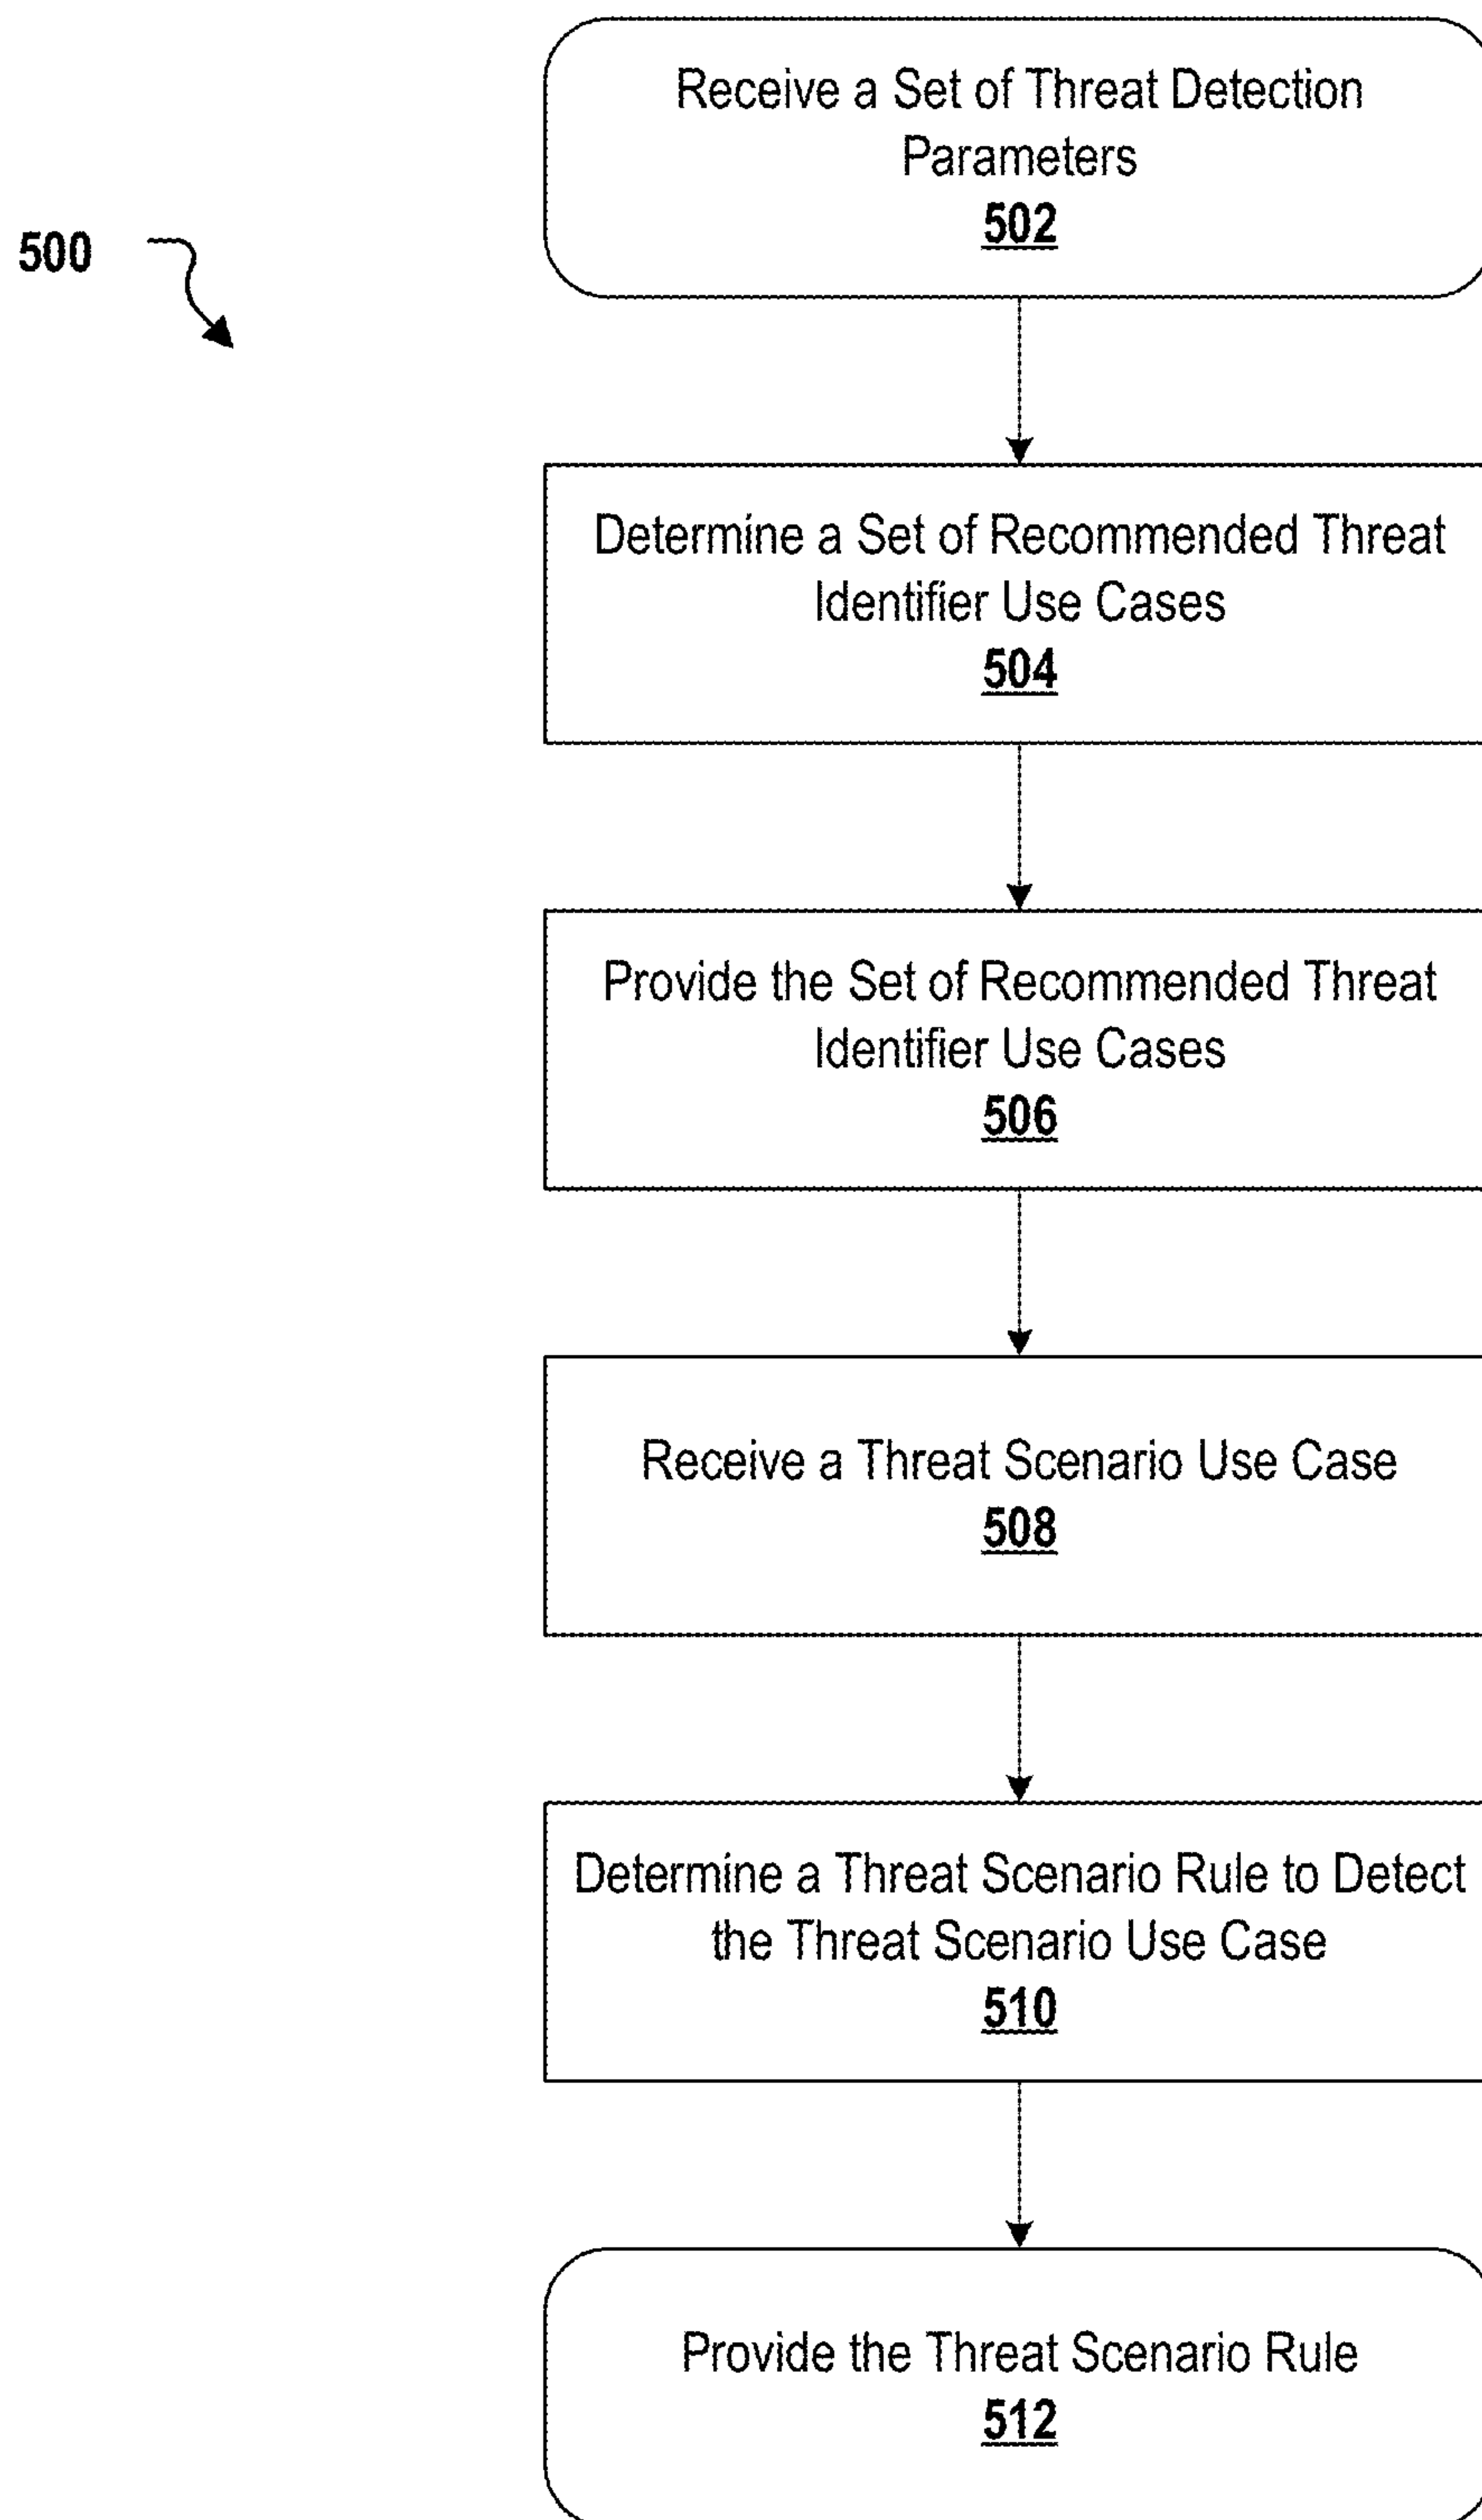 Receive a Set of Threat Detection
Parameters
502
500
Determine a Set of Recommended Threat
Identifier Use Cases
504
Provide the Set of Recommended Threat
Identifier Use Cases
506
Receive a Threat Scenario Use Case
508
Determine a Threat Scenario Rule to Detect
the Threat Scenario Use Case
510
Provide the Threat Scenario Rule
512